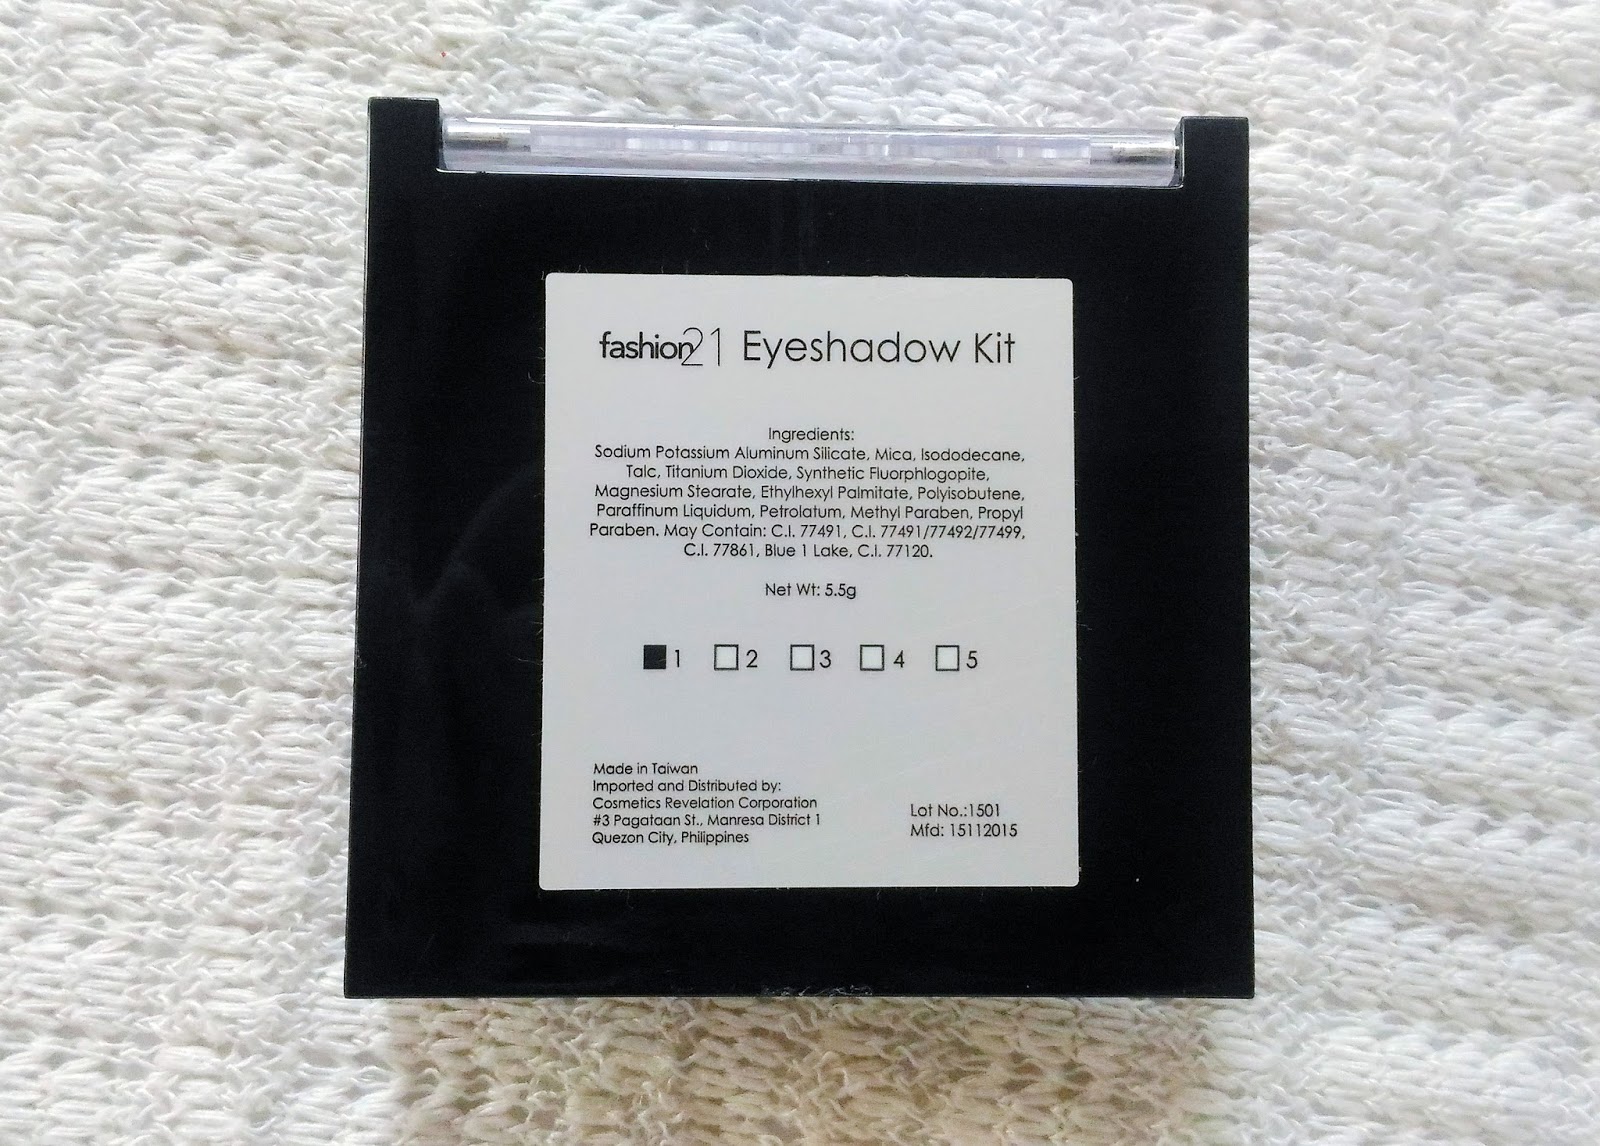 fashion21 Eyeshadow Kit
Ingredients:
Sodium Potassium Aluminum Silicate, Mica, Isododecane,
Talc, Titanium Dioxide, Synthetic Fluorphlogopite,
Magnesium Stearate, Ethylhexyl Palmitate, Polyisobutene,
Paraffinum Liquidum, Petrolatum, Methyl Paraben, Propyl
Paraben. May Contain: C.I. 77491, C.I. 77491/77492/77499,
C.I. 77861, Blue 1 Lake, C.I. 77120.
Net Wt: 5.5g
■1 □2 □3 □4 □5
Made in Taiwan
Imported and Distributed by:
Cosmetics Revelation Corporation
#3 Pagataan St., Manresa District 1
Quezon City, Philippines
Lot No.:1501
Mfd: 15112015